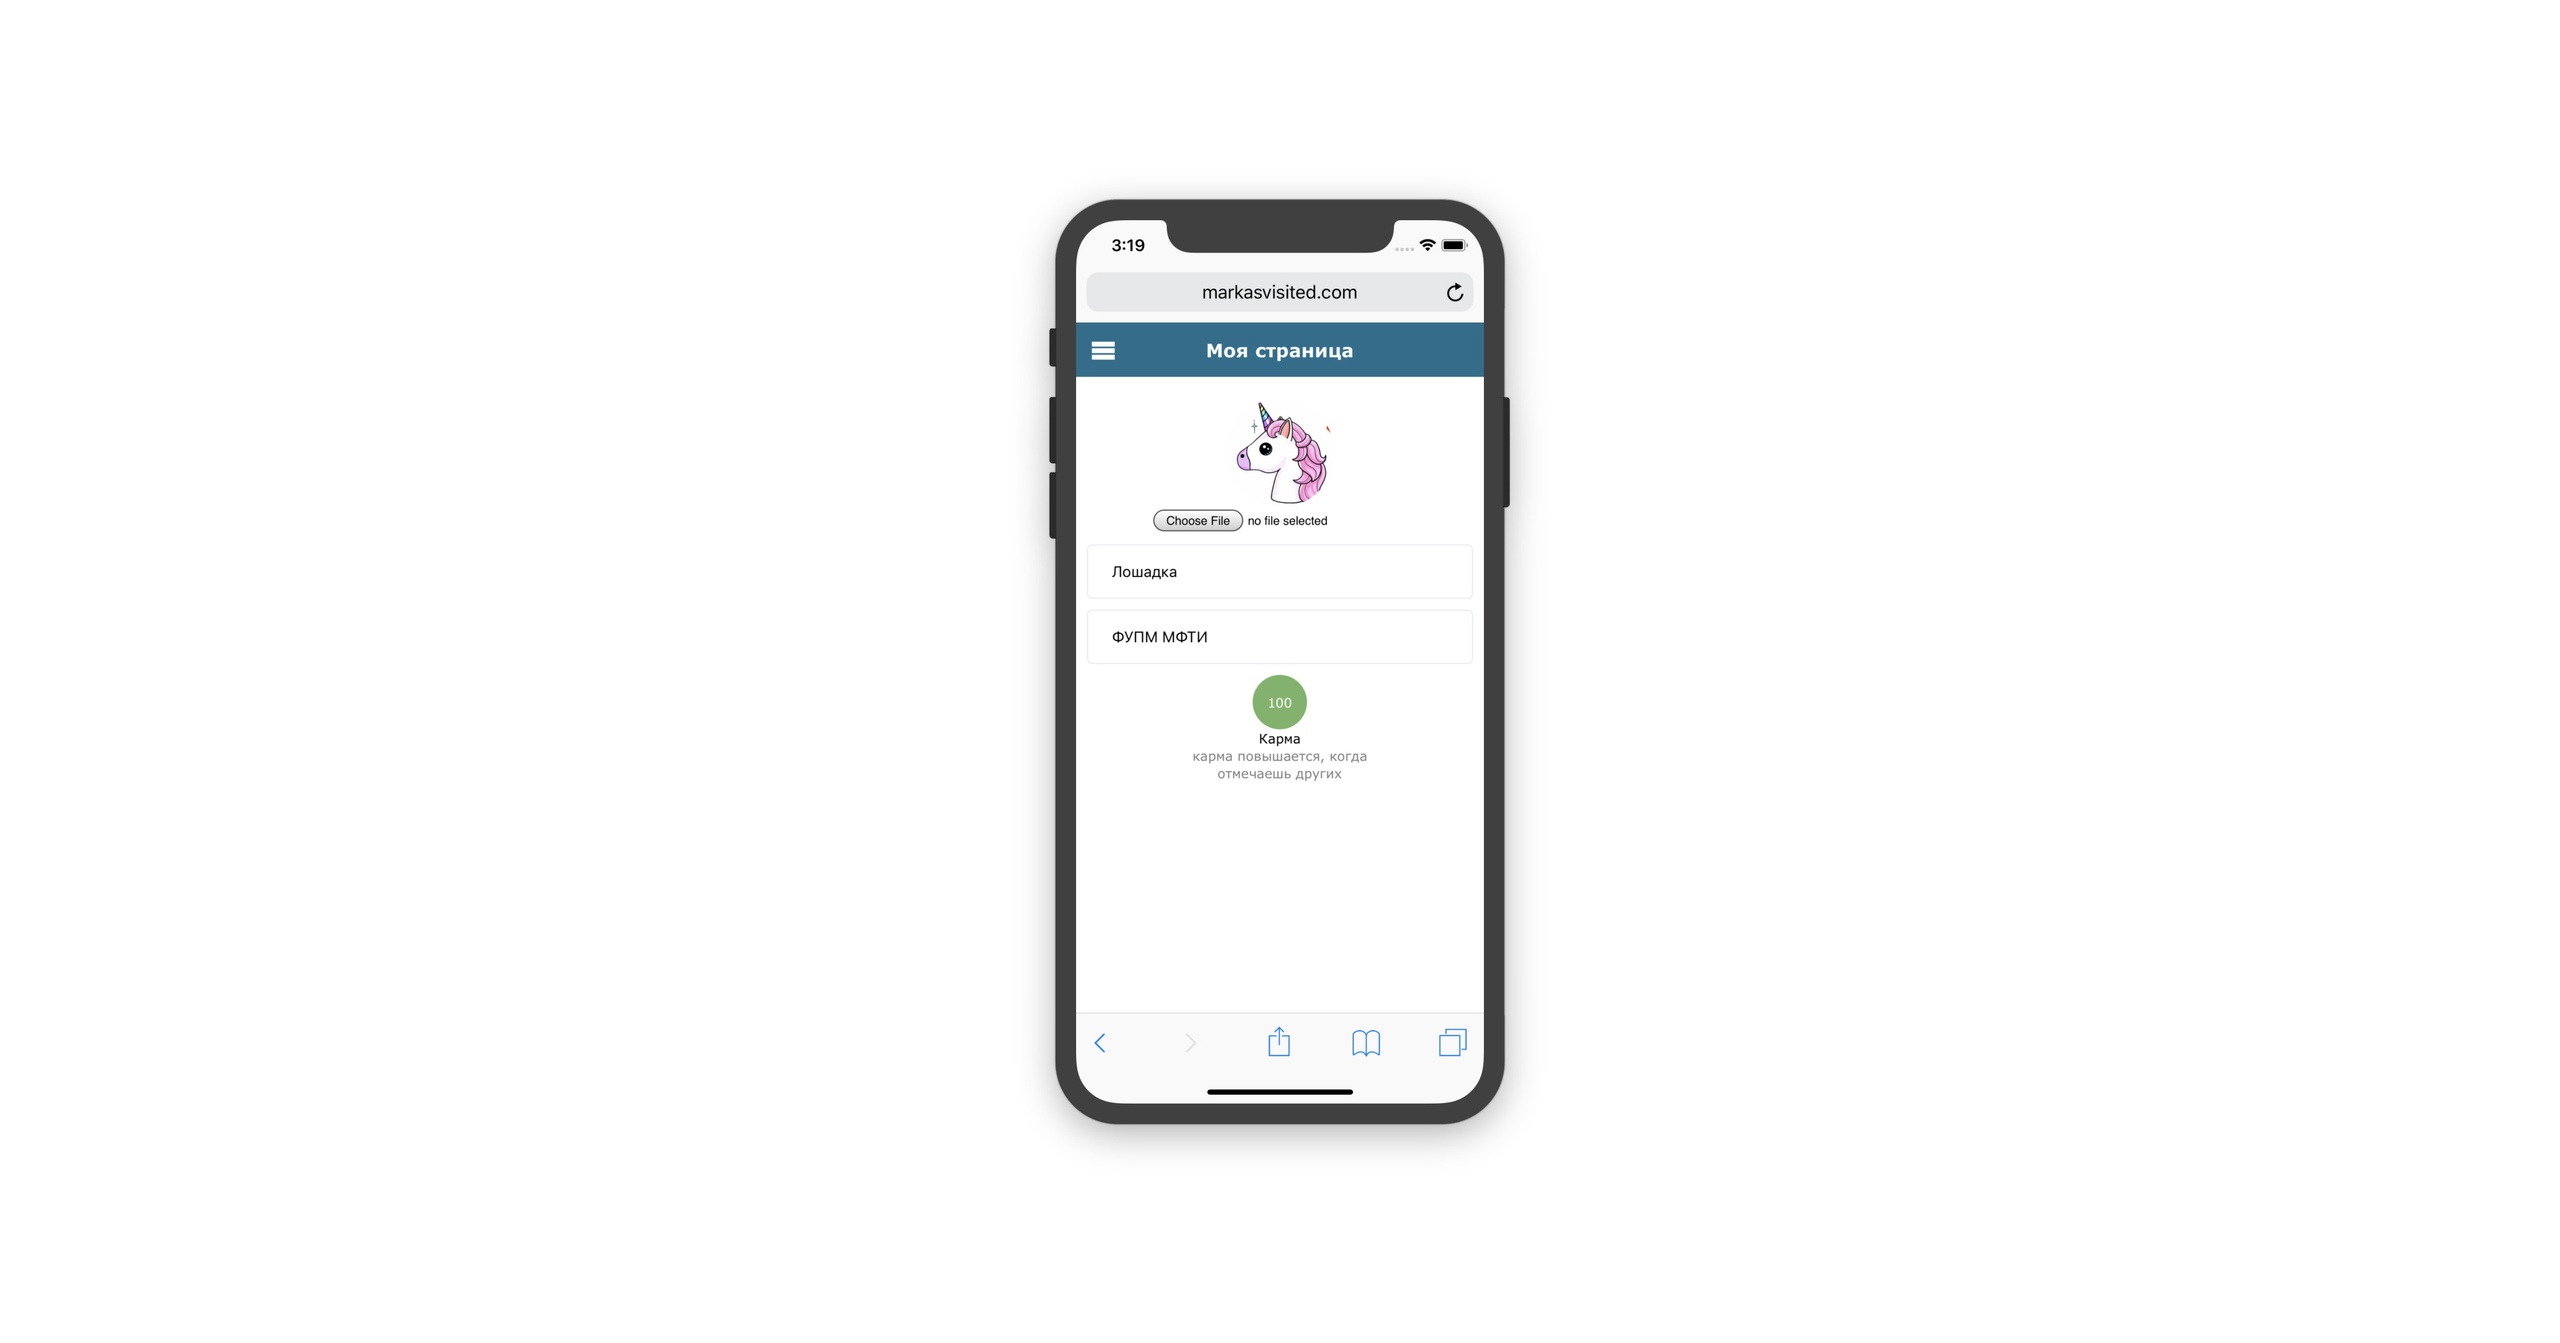 3:19
markasvisited.com
Моя страница
Choose File no file selected
Лошадка
ФУПМ МФТИ
100
Карма
карма повышается, когда
отмечаешь других